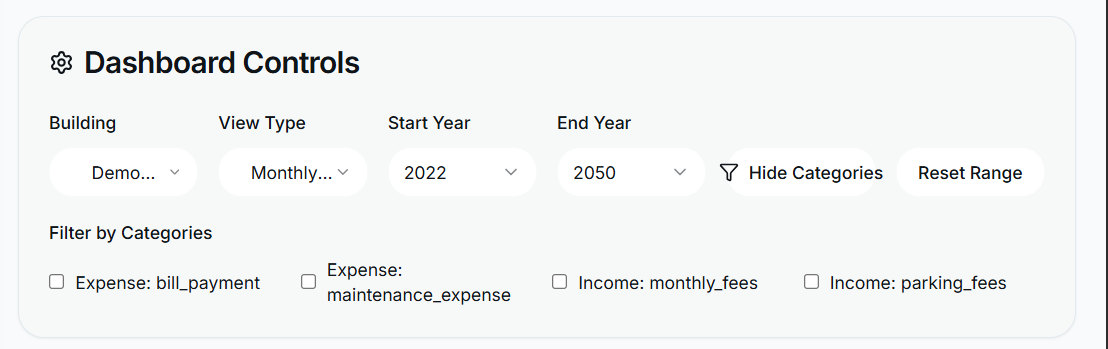 Dashboard Controls
Building
View Type
Start Year
End Year
Demo...
Monthly...
2022
2050
Hide Categories
Reset Range
Filter by Categories
Expense: bill_payment
Expense:
maintenance_expense
Income: monthly_fees
Income: parking_fees